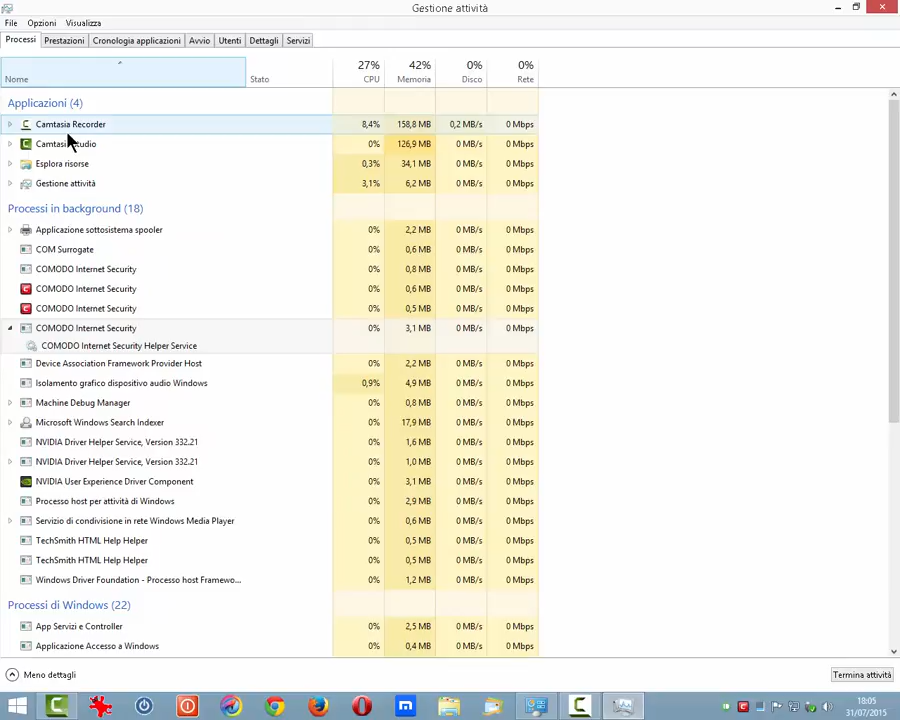 Gestione attività
File Opzioni Visualizza
Processi Prestazioni Cronologia applicazioni Avvio Utenti Dettagli Servizi
27% 42% 0% 0%
Nome Stato CPU Memoria Disco Rete
Applicazioni (4)
Camtasia Recorder 8,4% 158,8 MB 0,2 MB/s 0 Mbps
Camtasia Studio 0% 126,9 MB 0 MB/s 0 Mbps
Esplora risorse 0,3% 34,1 MB 0 MB/s 0 Mbps
Gestione attività 3,1% 6,2 MB 0 MB/s 0 Mbps
Processi in background (18)
Applicazione sottosistema spooler 0% 2,2 MB 0 MB/s 0 Mbps
COM Surrogate 0% 0,6 MB 0 MB/s 0 Mbps
COMODO Internet Security 0% 0,8 MB 0 MB/s 0 Mbps
COMODO Internet Security 0% 0,6 MB 0 MB/s 0 Mbps
COMODO Internet Security 0% 0,5 MB 0 MB/s 0 Mbps
COMODO Internet Security 0% 3,1 MB 0 MB/s 0 Mbps
COMODO Internet Security Helper Service
Device Association Framework Provider Host 0% 2,2 MB 0 MB/s 0 Mbps
Isolamento grafico dispositivo audio Windows 0,9% 4,9 MB 0 MB/s 0 Mbps
Machine Debug Manager 0% 0,8 MB 0 MB/s 0 Mbps
Microsoft Windows Search Indexer 0% 17,9 MB 0 MB/s 0 Mbps
NVIDIA Driver Helper Service, Version 332.21 0% 1,6 MB 0 MB/s 0 Mbps
NVIDIA Driver Helper Service, Version 332.21 0% 1,0 MB 0 MB/s 0 Mbps
NVIDIA User Experience Driver Component 0% 3,1 MB 0 MB/s 0 Mbps
Processo host per attività di Windows 0% 2,9 MB 0 MB/s 0 Mbps
Servizio di condivisione in rete Windows Media Player 0% 0,6 MB 0 MB/s 0 Mbps
TechSmith HTML Help Helper 0% 0,5 MB 0 MB/s 0 Mbps
TechSmith HTML Help Helper 0% 0,5 MB 0 MB/s 0 Mbps
Windows Driver Foundation - Processo host Framewo... 0% 1,2 MB 0 MB/s 0 Mbps
Processi di Windows (22)
App Servizi e Controller 0% 2,5 MB 0 MB/s 0 Mbps
Applicazione Accesso a Windows 0% 0,4 MB 0 MB/s 0 Mbps
Meno dettagli Termina attività
18:05
31/07/2015